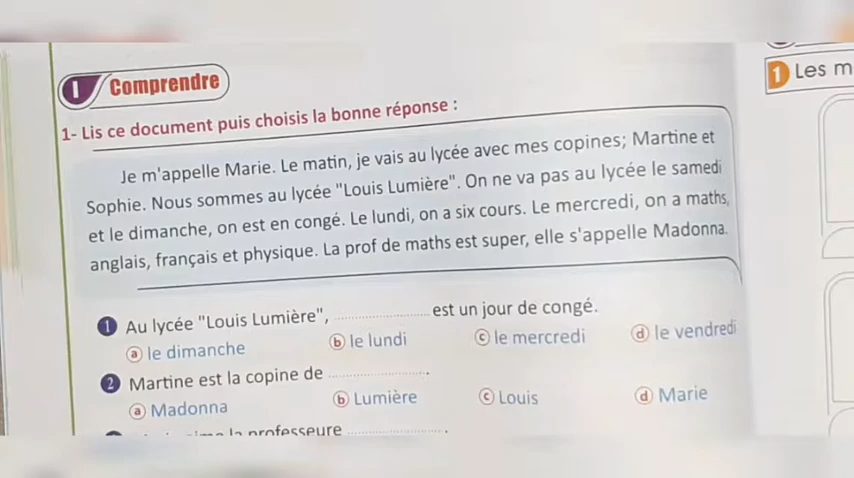 I Comprendre
1- Lis ce document puis choisis la bonne réponse :
Je m'appelle Marie. Le matin, je vais au lycée avec mes copines; Martine et
Sophie. Nous sommes au lycée "Louis Lumière". On ne va pas au lycée le samedi
et le dimanche, on est en congé. Le lundi, on a six cours. Le mercredi, on a maths,
anglais, français et physique. La prof de maths est super, elle s'appelle Madonna.
1 Au lycée "Louis Lumière", .................... est un jour de congé.
a le dimanche b le lundi c le mercredi d le vendredi
2 Martine est la copine de .....................
a Madonna b Lumière c Louis d Marie
la professeure .....................
1 Les m